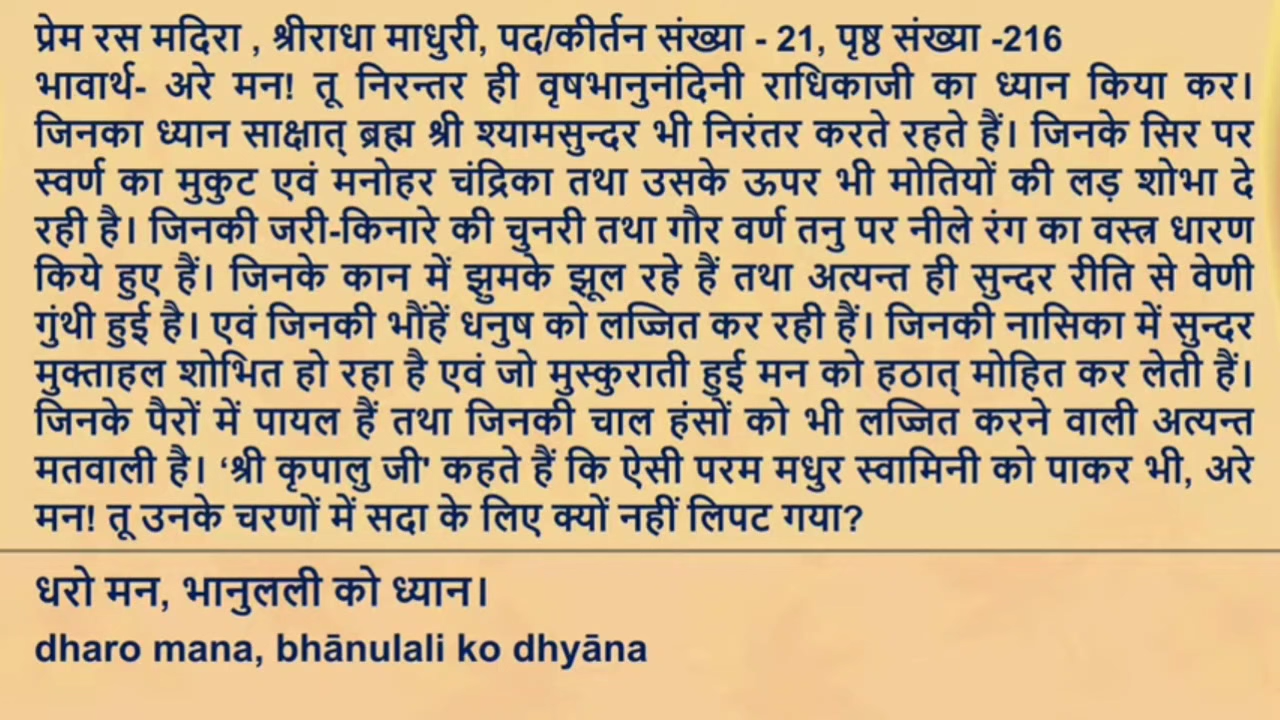 प्रेम रस मदिरा , श्रीराधा माधुरी, पद/कीर्तन संख्या - 21, पृष्ठ संख्या -216
भावार्थ- अरे मन! तू निरन्तर ही वृषभानुनंदिनी राधिकाजी का ध्यान किया कर।
जिनका ध्यान साक्षात् ब्रह्म श्री श्यामसुन्दर भी निरंतर करते रहते हैं। जिनके सिर पर
स्वर्ण का मुकुट एवं मनोहर चंद्रिका तथा उसके ऊपर भी मोतियों की लड़ शोभा दे
रही है। जिनकी जरी-किनारे की चुनरी तथा गौर वर्ण तनु पर नीले रंग का वस्त्र धारण
किये हुए हैं। जिनके कान में झुमके झूल रहे हैं तथा अत्यन्त ही सुन्दर रीति से वेणी
गुंथी हुई है। एवं जिनकी भौंहें धनुष को लज्जित कर रही हैं। जिनकी नासिका में सुन्दर
मुक्ताहल शोभित हो रहा है एवं जो मुस्कुराती हुई मन को हठात् मोहित कर लेती हैं।
जिनके पैरों में पायल हैं तथा जिनकी चाल हंसों को भी लज्जित करने वाली अत्यन्त
मतवाली है। ‘श्री कृपालु जी' कहते हैं कि ऐसी परम मधुर स्वामिनी को पाकर भी, अरे
मन! तू उनके चरणों में सदा के लिए क्यों नहीं लिपट गया?
धरो मन, भानुलली को ध्यान।
dharo mana, bhānulali ko dhyāna